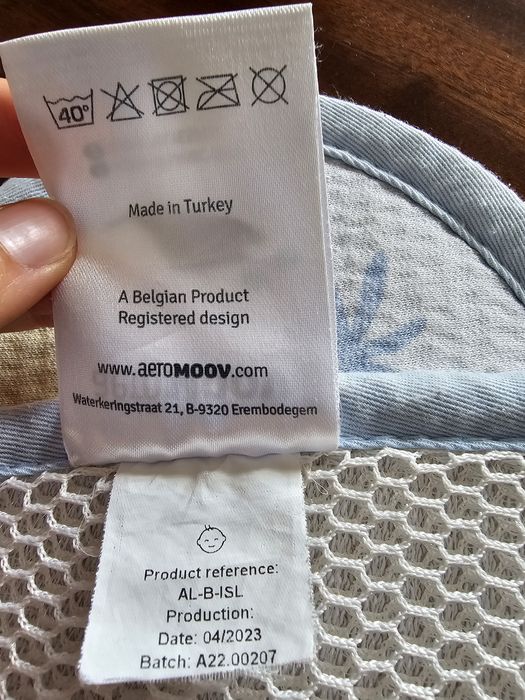 40°
Made in Turkey
A Belgian Product
Registered design
www.aeroMOOV.com
Waterkeringstraat 21, B-9320 Erembodegem
Product reference:
AL-B-ISL
Production:
Date: 04/2023
Batch: A22.00207